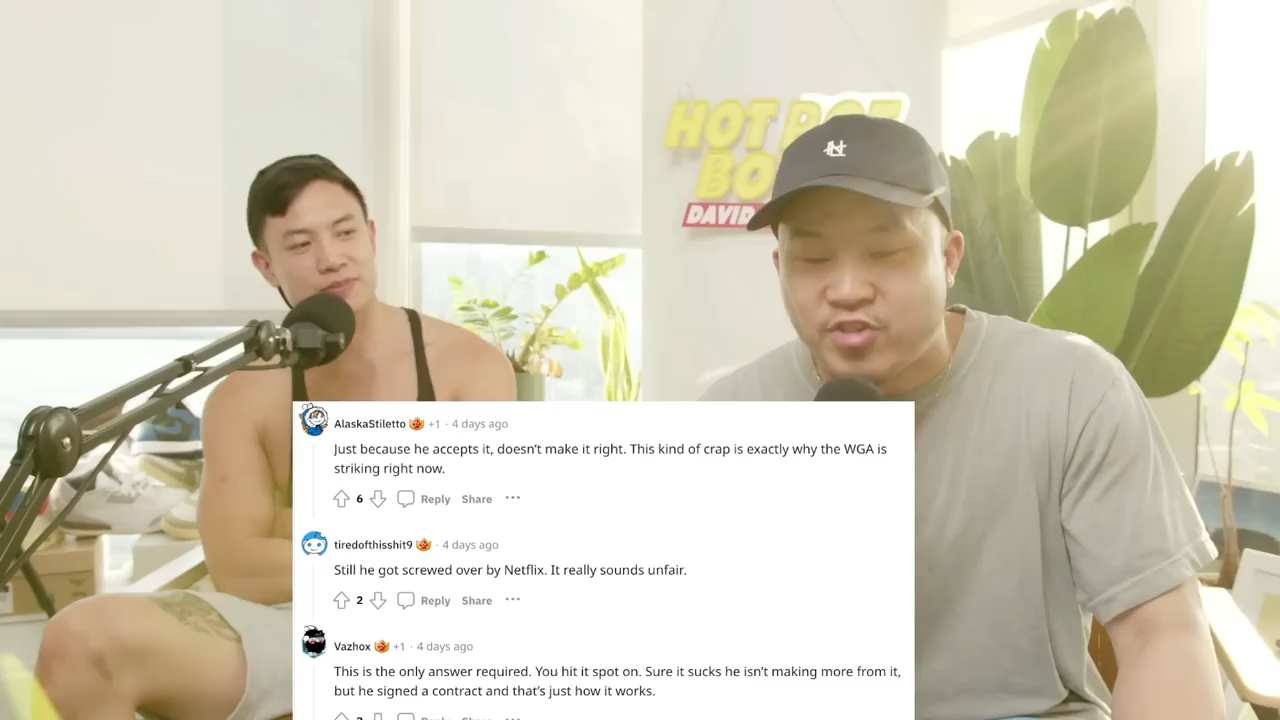 HOT POT
BO
DAVID
AlaskaStiletto +1 · 4 days ago
Just because he accepts it, doesn't make it right. This kind of crap is exactly why the WGA is
striking right now.
6 Reply Share ···
tiredofthisshit9 · 4 days ago
Still he got screwed over by Netflix. It really sounds unfair.
2 Reply Share ···
Vazhox +1 · 4 days ago
This is the only answer required. You hit it spot on. Sure it sucks he isn't making more from it,
but he signed a contract and that's just how it works.
Reply Share ···